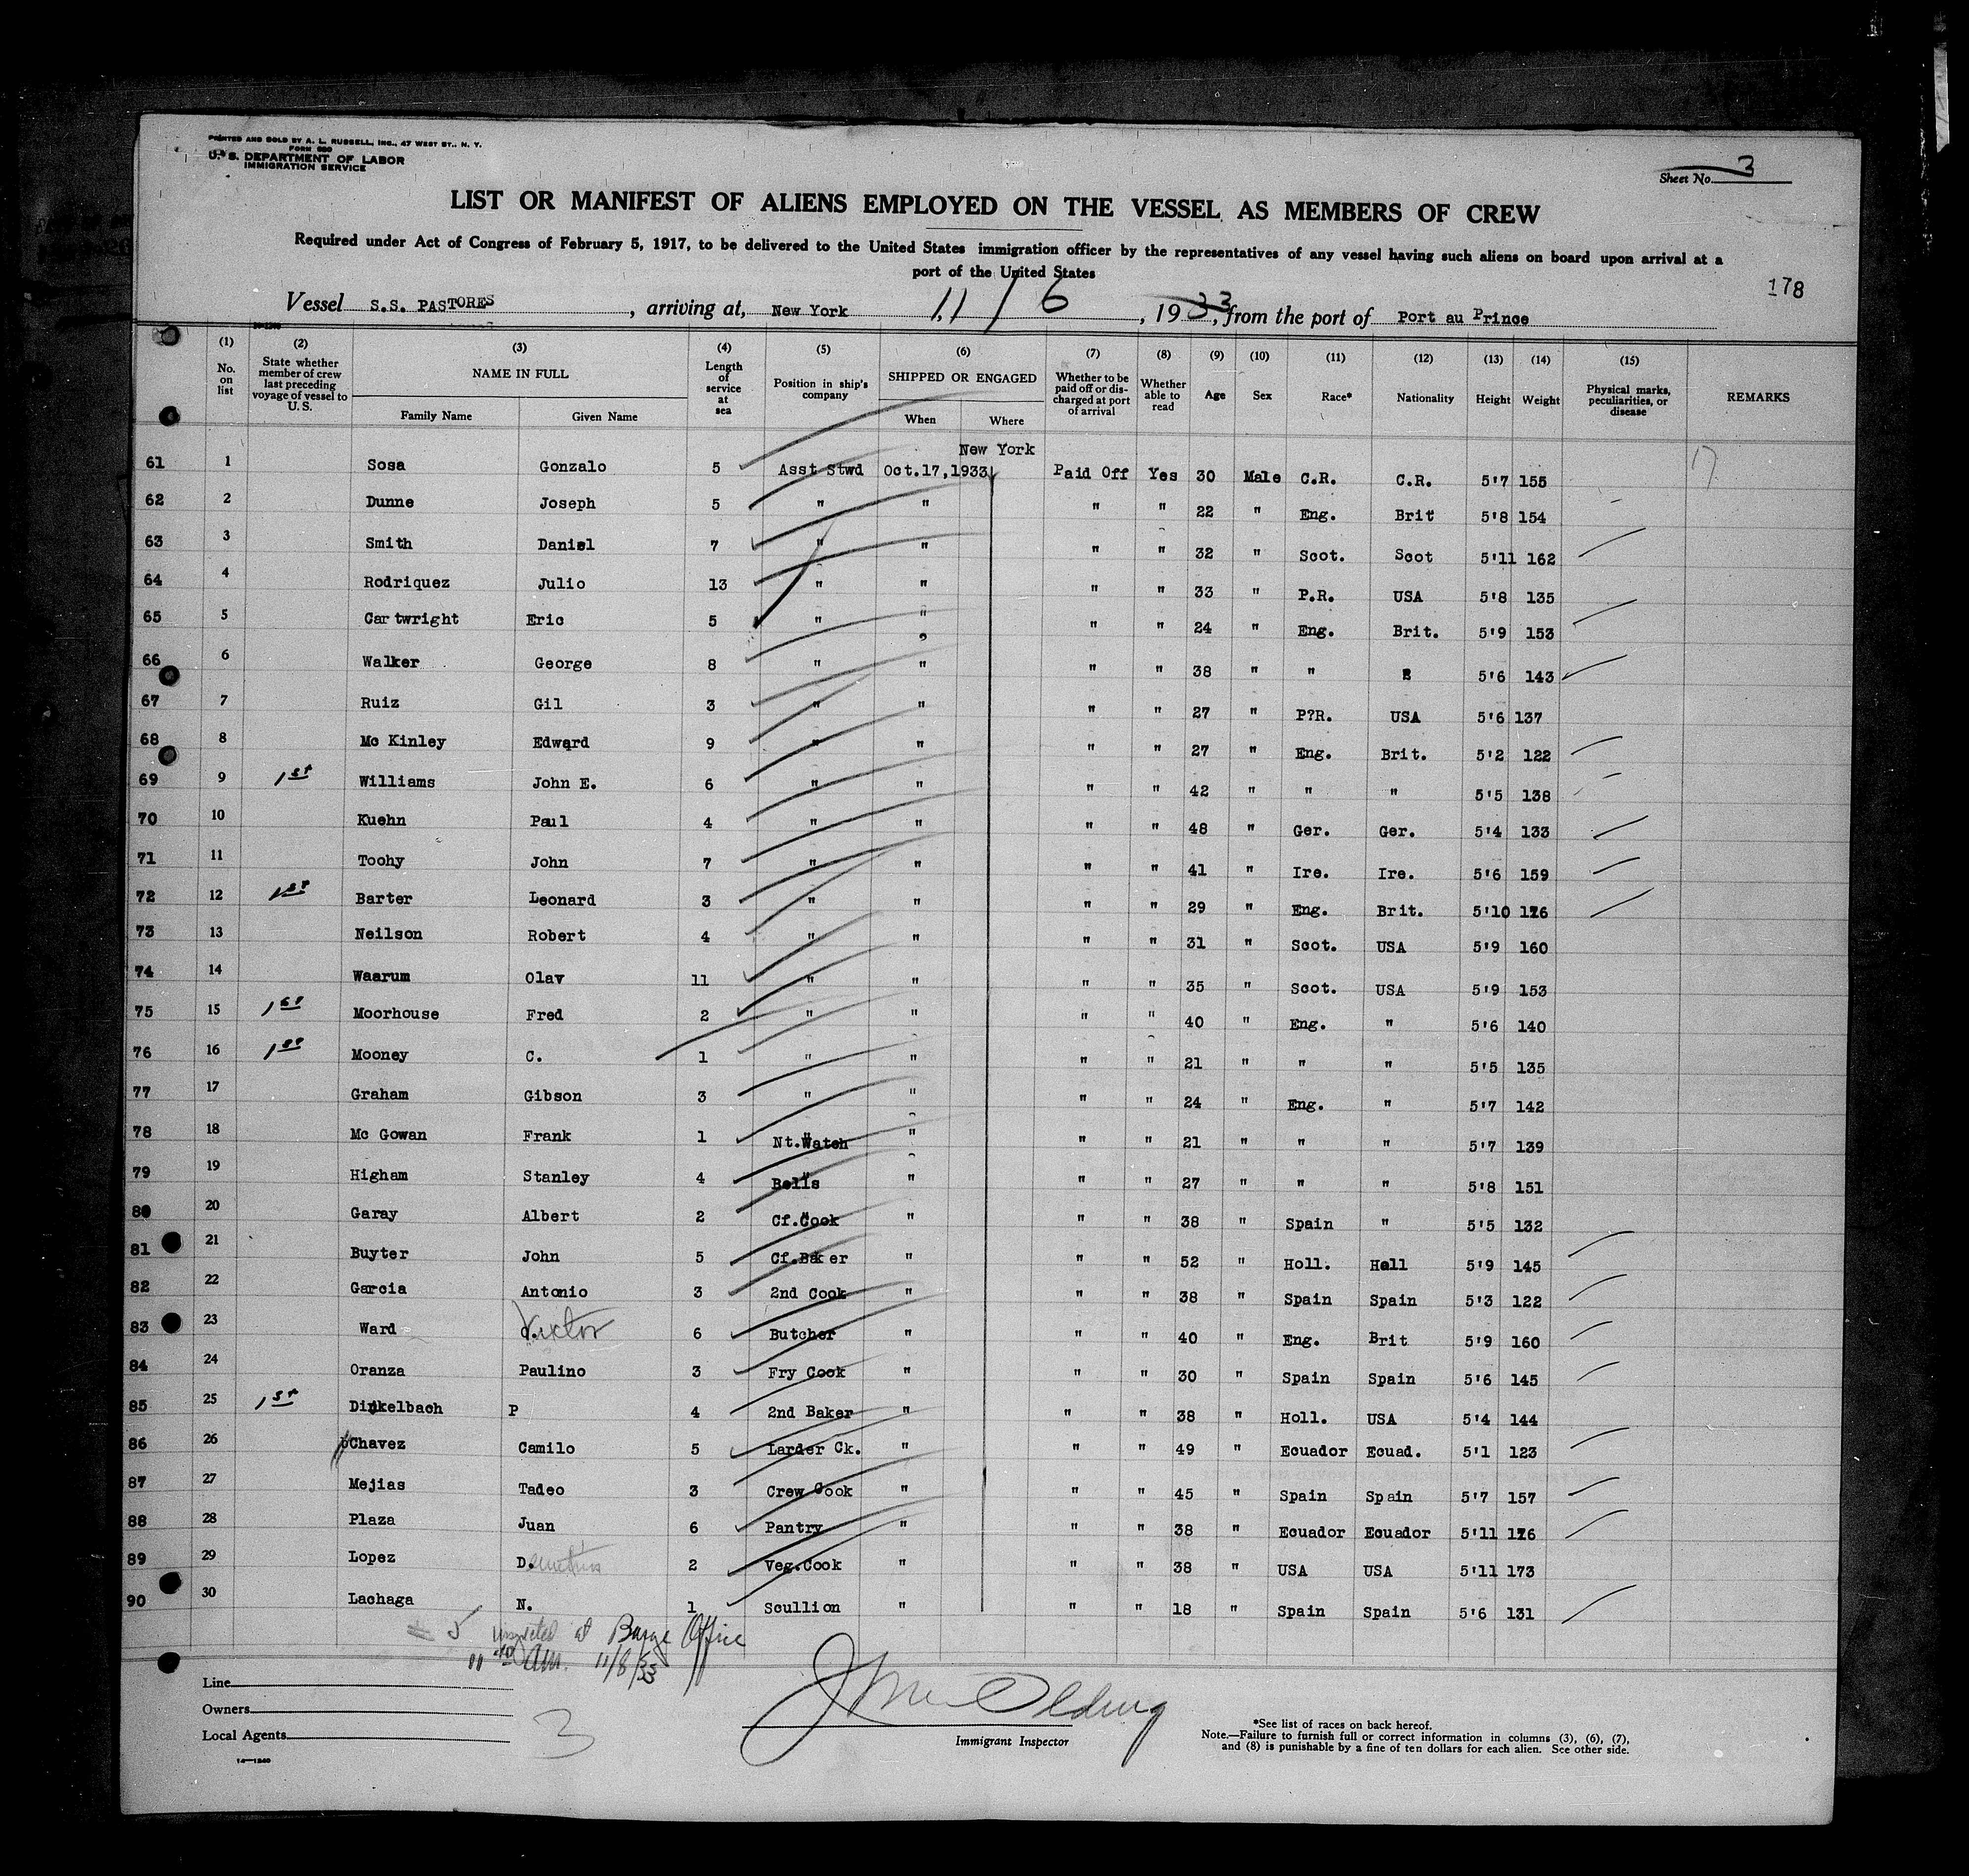 PRINTED AND SOLD BY A. L. RUSSELL, INC., 47 WEST ST., N. Y.
FORM 680
U. S. DEPARTMENT OF LABOR
IMMIGRATION SERVICE
Sheet No. 3
LIST OR MANIFEST OF ALIENS EMPLOYED ON THE VESSEL AS MEMBERS OF CREW
Required under Act of Congress of February 5, 1917, to be delivered to the United States immigration officer by the representatives of any vessel having such aliens on board upon arrival at a
port of the United States
178
Vessel S.S. PASTORES, arriving at, New York 11/6, 1933, from the port of Port au Prince
(1) (2) (3) (4) (5) (6) (7) (8) (9) (10) (11) (12) (13) (14) (15)
No. on list State whether member of crew last preceding voyage of vessel to U. S. NAME IN FULL Family Name Given Name Length of service at sea Position in ship's company SHIPPED OR ENGAGED When Where Whether to be paid off or discharged at port of arrival Whether able to read Age Sex Race* Nationality Height Weight Physical marks, peculiarities, or disease REMARKS
New York
61 1 Sosa Gonzalo 5 Asst Stwd Oct.17,1933 Paid Off Yes 30 Male C.R. C.R. 5'7 155 17
62 2 Dunne Joseph 5 " " " " 22 " Eng. Brit 5'8 154
63 3 Smith Daniel 7 " " " " 32 " Scot. Scot 5'11 162
64 4 Rodriquez Julio 13 " " " " 33 " P.R. USA 5'8 135
65 5 Cartwright Eric 5 " " " " 24 " Eng. Brit. 5'9 153
66 6 Walker George 8 " " " " 38 " " 5'6 143
67 7 Ruiz Gil 3 " " " " 27 " P?R. USA 5'6 137
68 8 Mc Kinley Edward 9 " " " " 27 " Eng. Brit. 5'2 122
69 9 1st Williams John E. 6 " " " " 42 " " " 5'5 138
70 10 Kuehn Paul 4 " " " " 48 " Ger. Ger. 5'4 133
71 11 Toohy John 7 " " " " 41 " Ire. Ire. 5'6 159
72 12 1st Barter Leonard 3 " " " " 29 " Eng. Brit. 5'10
73 13 Neilson Robert 4 " " " " 31 " Scot. USA 5'9 160
74 14 Waarum Olav 11 " " " " 35 " Scot. USA 5'9 153
75 15 1st Moorhouse Fred 2 " " " " 40 " Eng. " 5'6 140
76 16 1st Mooney C. 1 " " " " 21 " " " 5'5 135
77 17 Graham Gibson 3 " " " " 24 " Eng. " 5'7 142
78 18 Mc Gowan Frank 1 Nt.Watch " " " 21 " " " 5'7 139
79 19 Higham Stanley 4 Bells " " " 27 " " " 5'8 151
80 20 Garay Albert 2 Cf.Cook " " " 38 " Spain " 5'5 132
81 21 Buyter John 5 Cf.Baker " " " 52 " Holl. Holl 5'9 145
82 22 Garcia Antonio 3 2nd Cook " " " 38 " Spain Spain 5'3 122
83 23 Ward Victor 6 Butcher " " " 40 " Eng. Brit 5'9 160
84 24 Oranza Paulino 3 Fry Cook " " " 30 " Spain Spain 5'6 145
85 25 1st Dinkelbach P 4 2nd Baker " " " 38 " Holl. USA 5'4 144
86 26 Chavez Camilo 5 Larder Ck. " " " 49 " Ecuador Ecuad. 5'1 123
87 27 Mejias Tadeo 3 Crew Cook " " " 45 " Spain Spain 5'7 157
88 28 Plaza Juan 6 Pantry " " " 38 " Ecuador Ecuador 5'11
89 29 Lopez D. 2 Veg.Cook " " " 38 " USA USA 5'11 173
90 30 Lachaga N. 1 Scullion " " " 18 " Spain Spain 5'6 131
# 5 inspected at Barge Office
11 40 AM. 11/8/33
Line
Owners
Local Agents
3
14—1240
Immigrant Inspector
*See list of races on back hereof.
Note.—Failure to furnish full or correct information in columns (3), (6), (7),
and (8) is punishable by a fine of ten dollars for each alien. See other side.